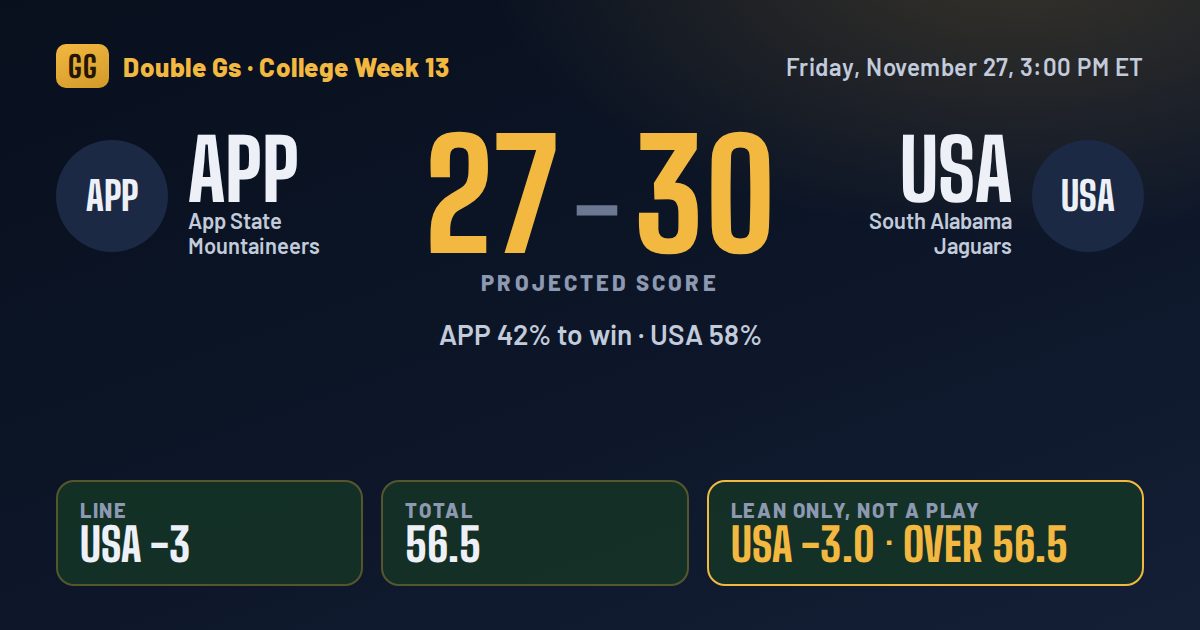 GG
Double Gs · College Week 13
Friday, November 27, 3:00 PM ET
APP
APP
App State
Mountaineers
27 – 30
PROJECTED SCORE
APP 42% to win · USA 58%
USA
South Alabama
Jaguars
USA
LINE
USA −3
TOTAL
56.5
LEAN ONLY, NOT A PLAY
USA −3.0 · OVER 56.5